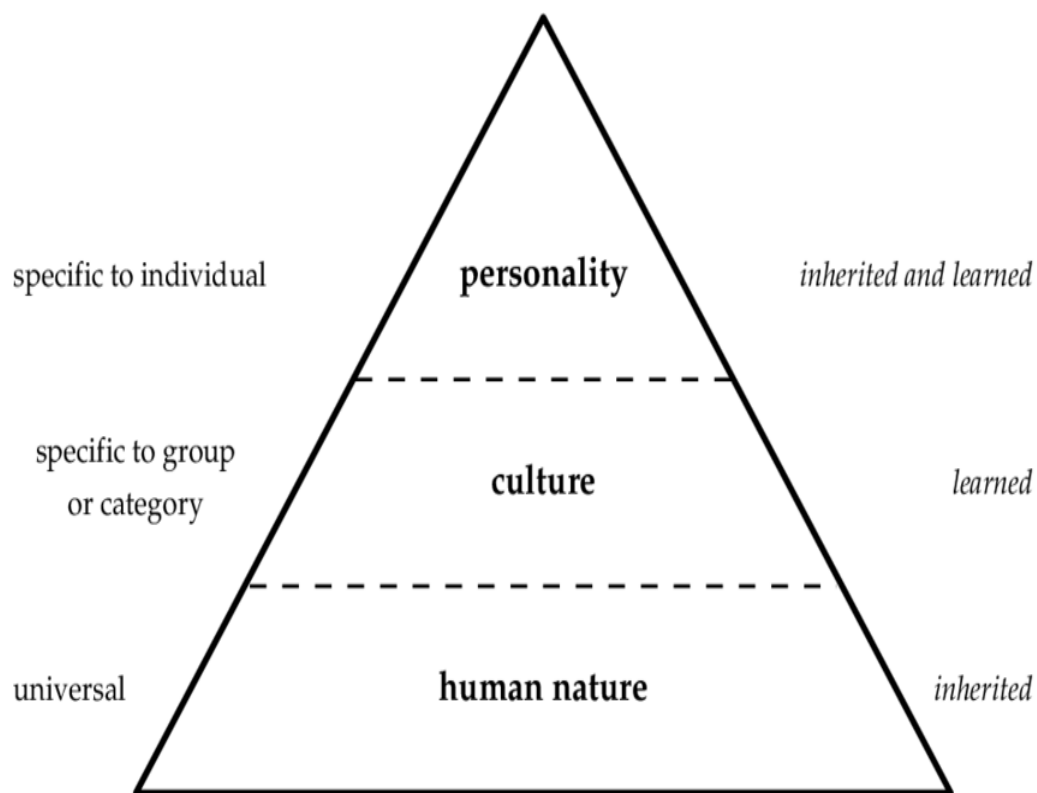 specific to individual personality inherited and learned
specific to group
or category
culture learned
universal human nature inherited